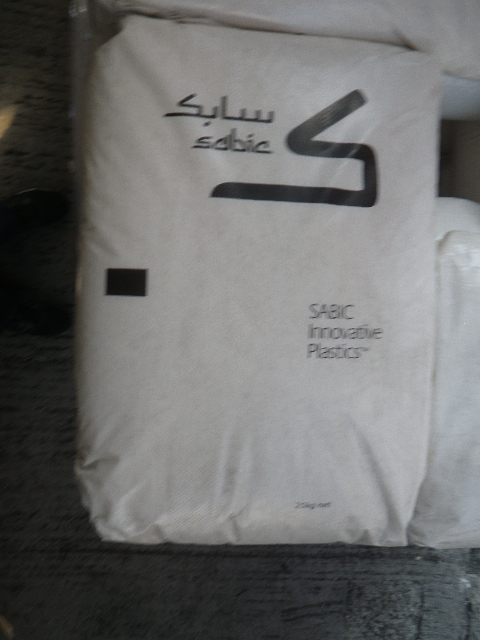 سابك
sabic
ك
SABIC
Innovative
Plastics™
25kg net